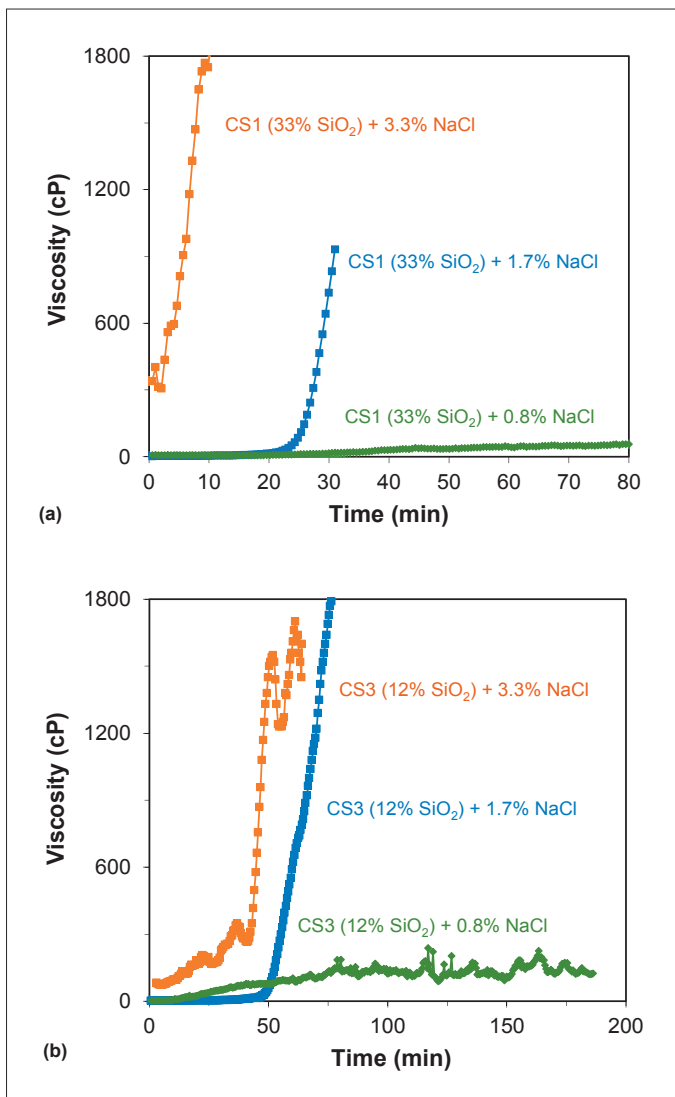 1800
1200
600
0
Viscosity (cP)
CS1 (33% SiO₂) + 3.3% NaCl
CS1 (33% SiO₂) + 1.7% NaCl
CS1 (33% SiO₂) + 0.8% NaCl
0 10 20 30 40 50 60 70 80
Time (min)
(a)
1800
1200
600
0
Viscosity (cP)
CS3 (12% SiO₂) + 3.3% NaCl
CS3 (12% SiO₂) + 1.7% NaCl
CS3 (12% SiO₂) + 0.8% NaCl
0 50 100 150 200
Time (min)
(b)